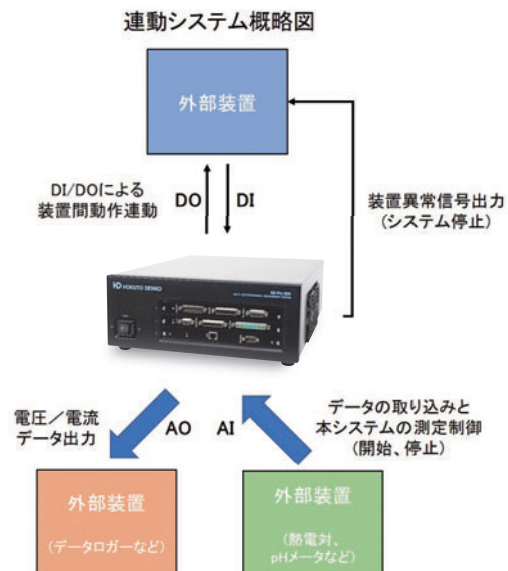 連動システム概略図
外部装置
DI/DOによる
装置間動作連動
DO
DI
装置異常信号出力
(システム停止)
HOKUTO DENKO
電圧／電流
データ出力
AO
AI
データの取り込みと
本システムの測定制御
(開始、停止)
外部装置
(データロガーなど)
外部装置
(熱電対、
pHメータなど)